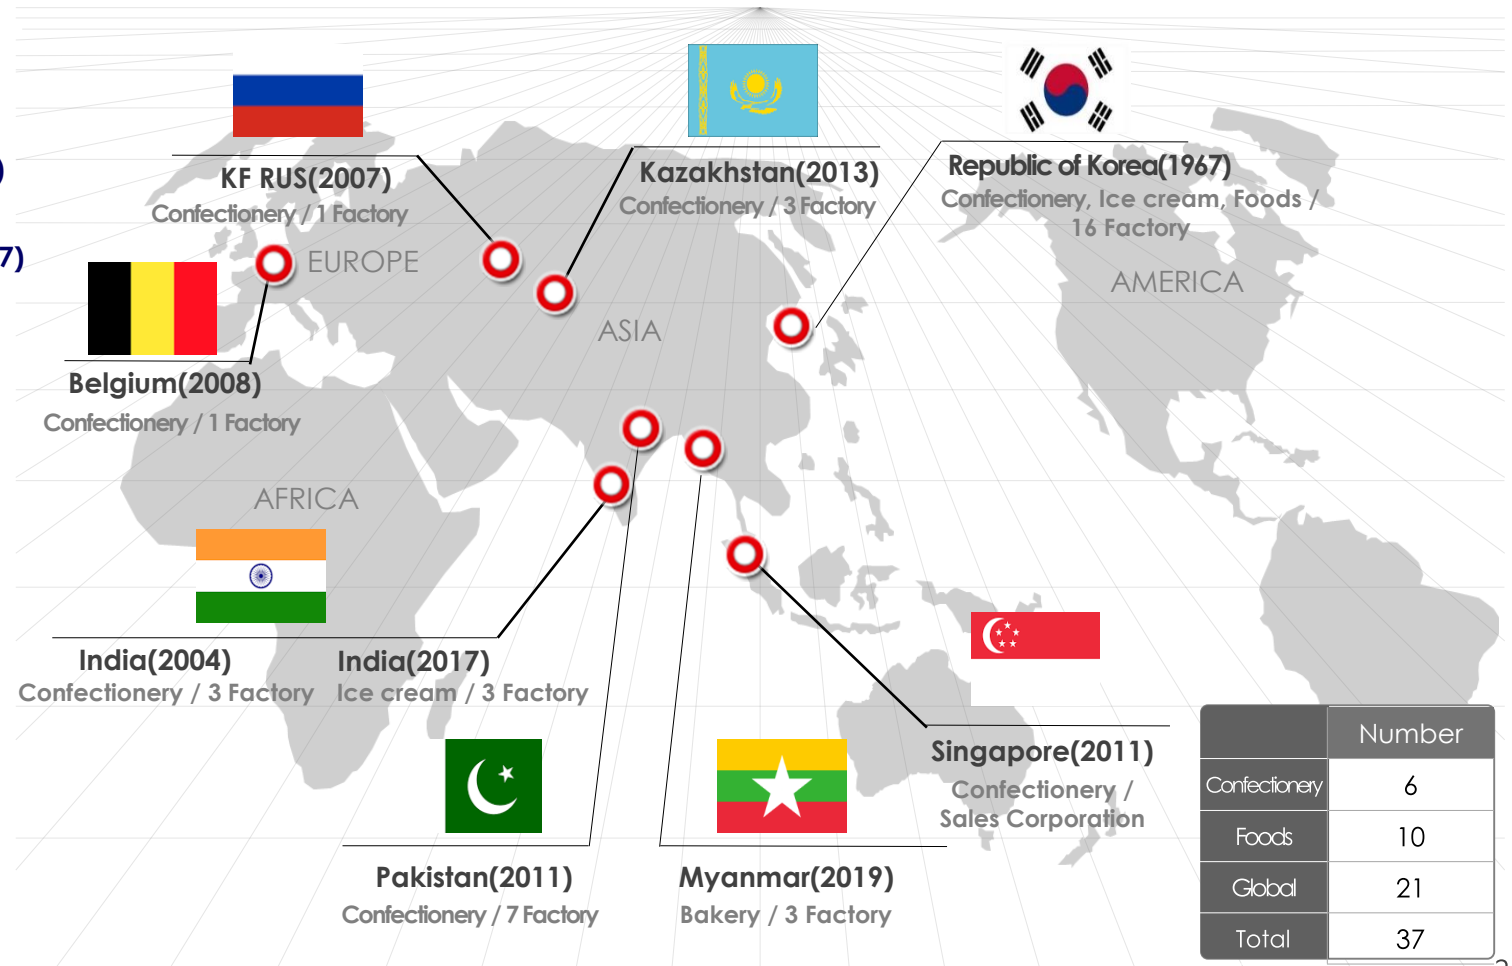 )
7)
KF RUS(2007)
Confectionery / 1 Factory
Kazakhstan(2013)
Confectionery / 3 Factory
Republic of Korea(1967)
Confectionery, Ice cream, Foods /
16 Factory
EUROPE
ASIA
AMERICA
Belgium(2008)
Confectionery / 1 Factory
AFRICA
India(2004)
Confectionery / 3 Factory
India(2017)
Ice cream / 3 Factory
Singapore(2011)
Confectionery /
Sales Corporation
Pakistan(2011)
Confectionery / 7 Factory
Myanmar(2019)
Bakery / 3 Factory
Number
Confectionery 6
Foods 10
Global 21
Total 37